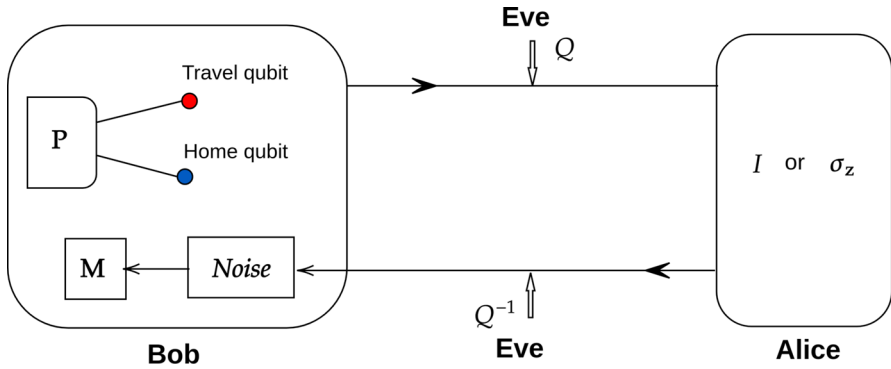 Eve
Q
Travel qubit
P
Home qubit
I or σz
M
Noise
Q⁻¹
Bob
Eve
Alice